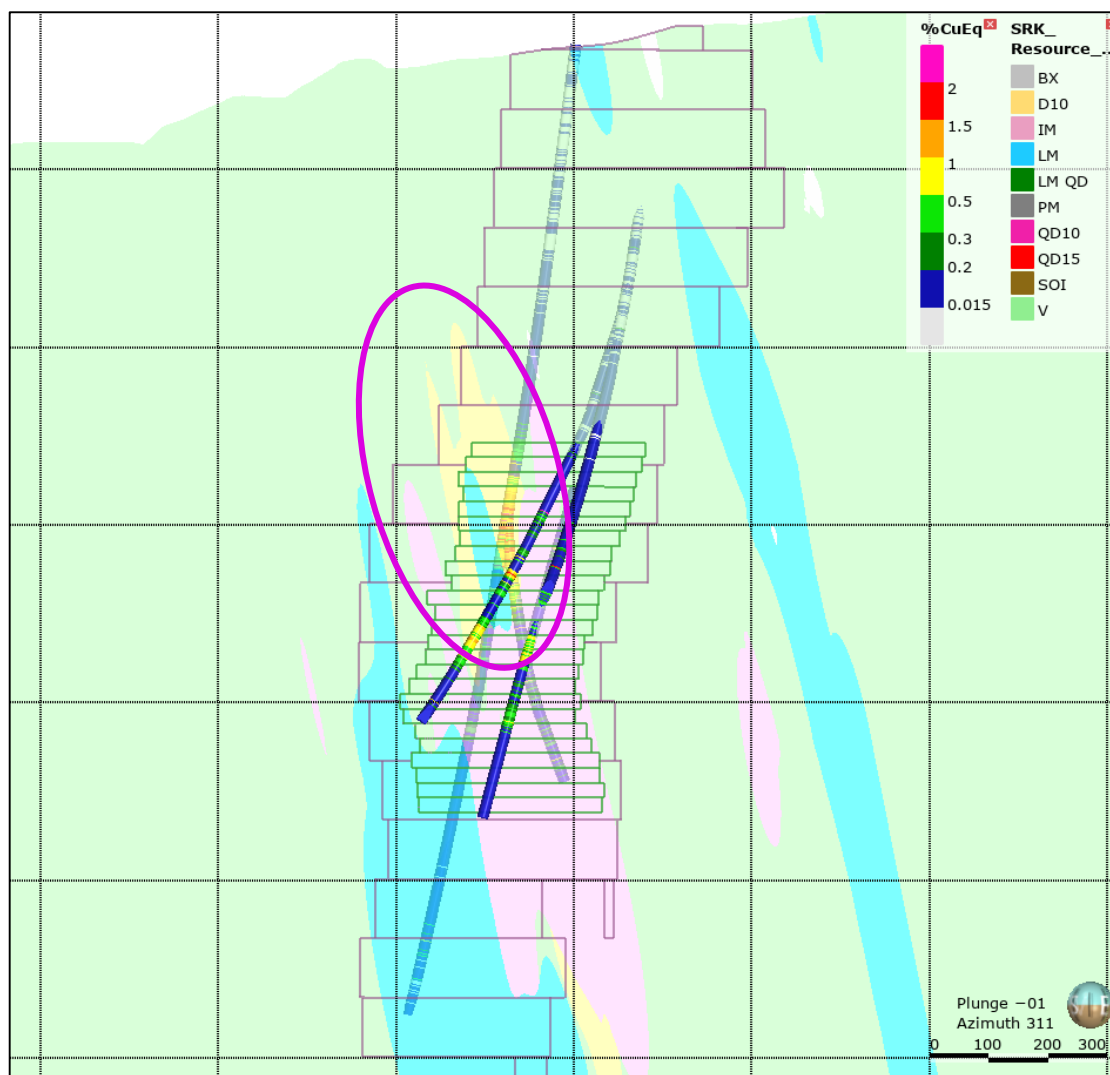 %CuEq
2
1.5
1
0.5
0.3
0.2
0.015
SRK_
Resource_...
BX
D10
IM
LM
LM QD
PM
QD10
QD15
SOI
V
Plunge −01
Azimuth 311
0 100 200 300